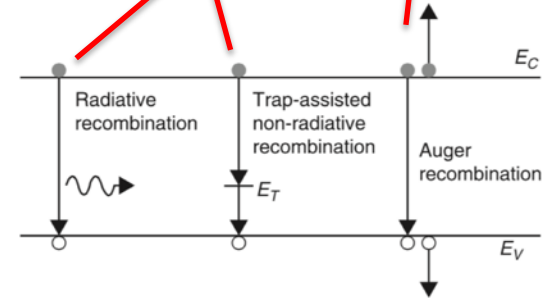 E_C
Radiative
recombination
Trap-assisted
non-radiative
recombination
Auger
recombination
E_T
E_V